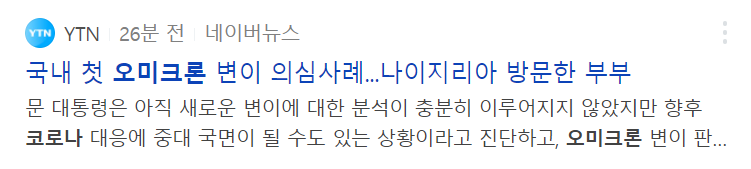 YTN YTN 26분 전 네이버뉴스
국내 첫 오미크론 변이 의심사례...나이지리아 방문한 부부
문 대통령은 아직 새로운 변이에 대한 분석이 충분히 이루어지지 않았지만 향후
코로나 대응에 중대 국면이 될 수도 있는 상황이라고 진단하고, 오미크론 변이 판...